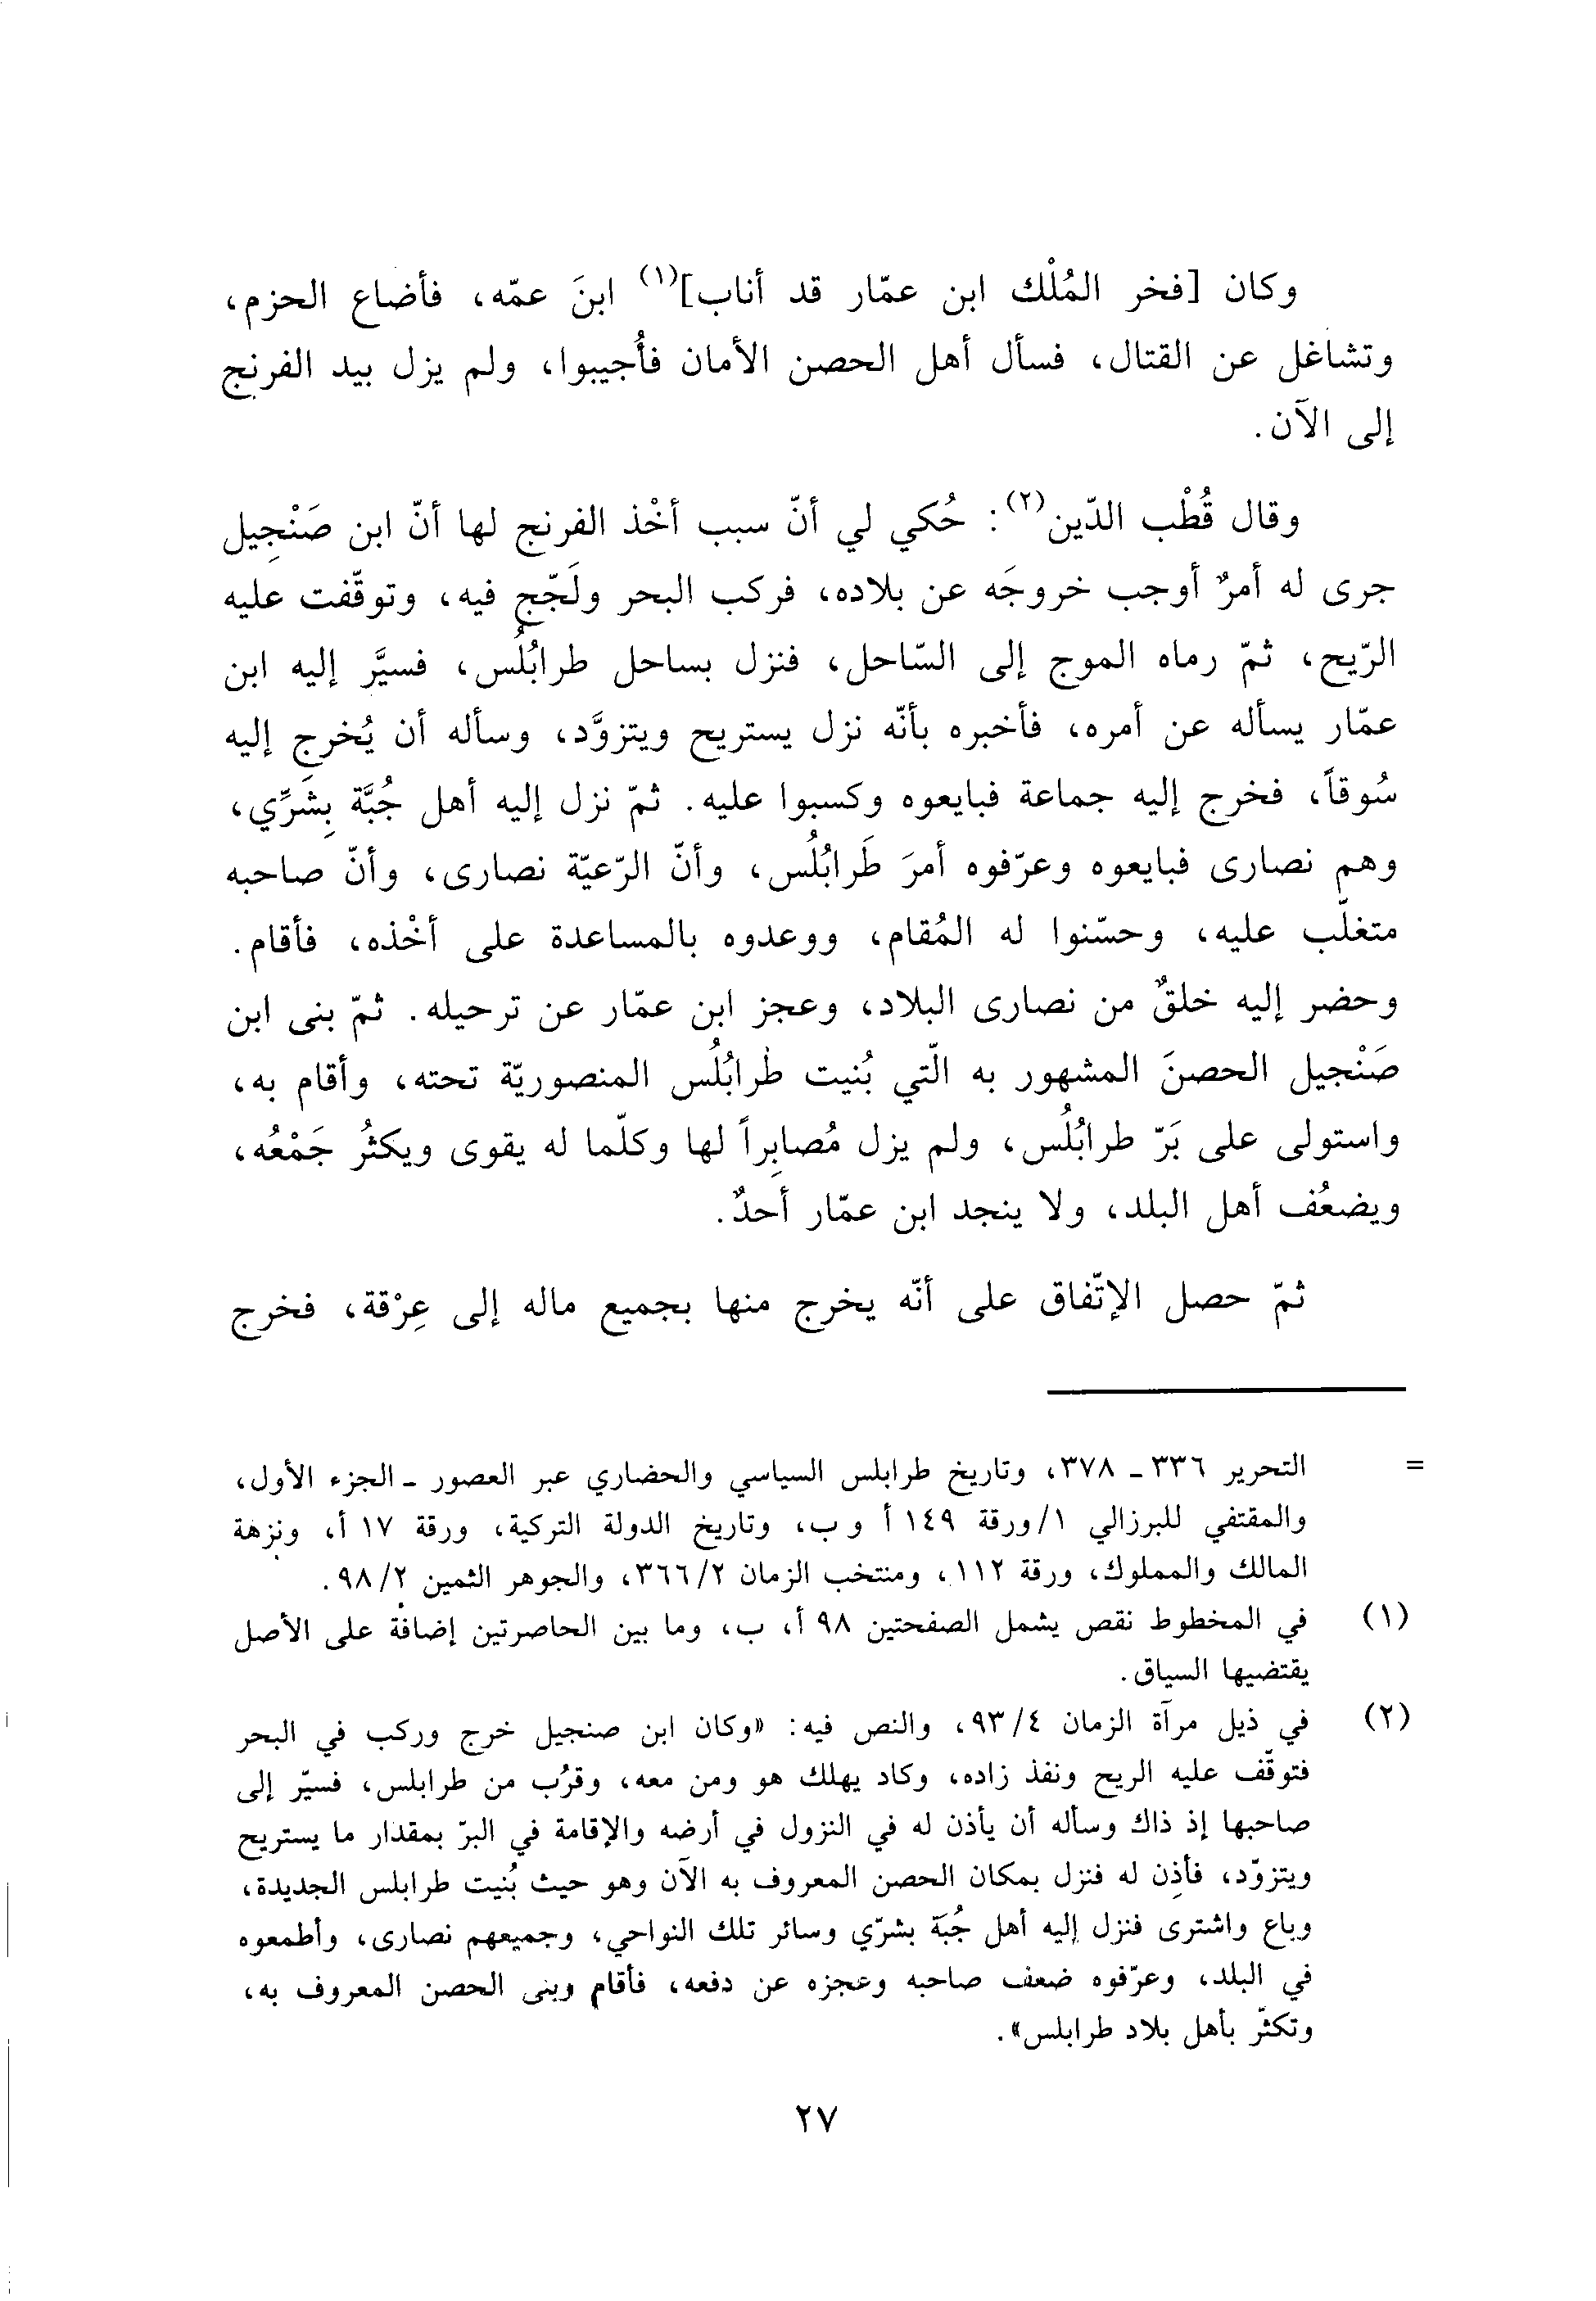 وكان [فخر المُلْك ابن عمّار قد أناب](١) ابنَ عمّه، فأضاع الحزم،
وتشاغل عن القتال، فسأل أهل الحصن الأمان فأُجيبوا، ولم يزل بيد الفرنج
إلى الآن.
وقال قُطْب الدّين(٢): حُكي لي أنّ سبب أخْذ الفرنج لها أنّ ابن صَنْجِيل
جرى له أمرٌ أوجب خروجَه عن بلاده، فركب البحر ولَجّج فيه، وتوقّفت عليه
الرّيح، ثمّ رماه الموج إلى السّاحل، فنزل بساحل طرابُلُس، فسيَّر إليه ابن
عمّار يسأله عن أمره، فأخبره بأنّه نزل يستريح ويتزوَّد، وسأله أن يُخرج إليه
سُوقاً، فخرج إليه جماعة فبايعوه وكسبوا عليه. ثمّ نزل إليه أهل جُبَّة بِشَرِّي،
وهم نصارى فبايعوه وعرّفوه أمرَ طَرابُلُس، وأنّ الرّعيّة نصارى، وأنّ صاحبه
متغلّب عليه، وحسّنوا له المُقام، ووعدوه بالمساعدة على أخْذه، فأقام.
وحضر إليه خلقٌ من نصارى البلاد، وعجز ابن عمّار عن ترحيله. ثمّ بنى ابن
صَنْجيل الحصنَ المشهور به الّتي بُنيت طرابُلُس المنصوريّة تحته، وأقام به،
واستولى على بَرّ طرابُلُس، ولم يزل مُصابِراً لها وكلّما له يقوى ويكثُر جَمْعُه،
ويضعُف أهل البلد، ولا ينجد ابن عمّار أحدٌ.
ثمّ حصل الإتّفاق على أنّه يخرج منها بجميع ماله إلى عِرْقة، فخرج
= التحرير ٣٣٦ ـ ٣٧٨، وتاريخ طرابلس السياسي والحضاري عبر العصور ـ الجزء الأول،
والمقتفي للبرزالي ١/ورقة ١٤٩ أ و ب، وتاريخ الدولة التركية، ورقة ١٧ أ، ونزهة
المالك والمملوك، ورقة ١١٢، ومنتخب الزمان ٣٦٦/٢، والجوهر الثمين ٩٨/٢.
(١) في المخطوط نقص يشمل الصفحتين ٩٨ أ، ب، وما بين الحاصرتين إضافة على الأصل
يقتضيها السياق.
(٢) في ذيل مرآة الزمان ٩٣/٤، والنص فيه: «وكان ابن صنجيل خرج وركب في البحر
فتوقّف عليه الريح ونفذ زاده، وكاد يهلك هو ومن معه، وقرُب من طرابلس، فسيّر إلى
صاحبها إذ ذاك وسأله أن يأذن له في النزول في أرضه والإقامة في البرّ بمقدار ما يستريح
ويتزوّد، فأذِن له فنزل بمكان الحصن المعروف به الآن وهو حيث بُنيت طرابلس الجديدة،
وباع واشترى فنزل إليه أهل جُبَة بشرّي وسائر تلك النواحي، وجميعهم نصارى، وأطمعوه
في البلد، وعرّفوه ضعف صاحبه وعجزه عن دفعه، فأقام وبنى الحصن المعروف به،
وتكثّر بأهل بلاد طرابلس».
٢٧